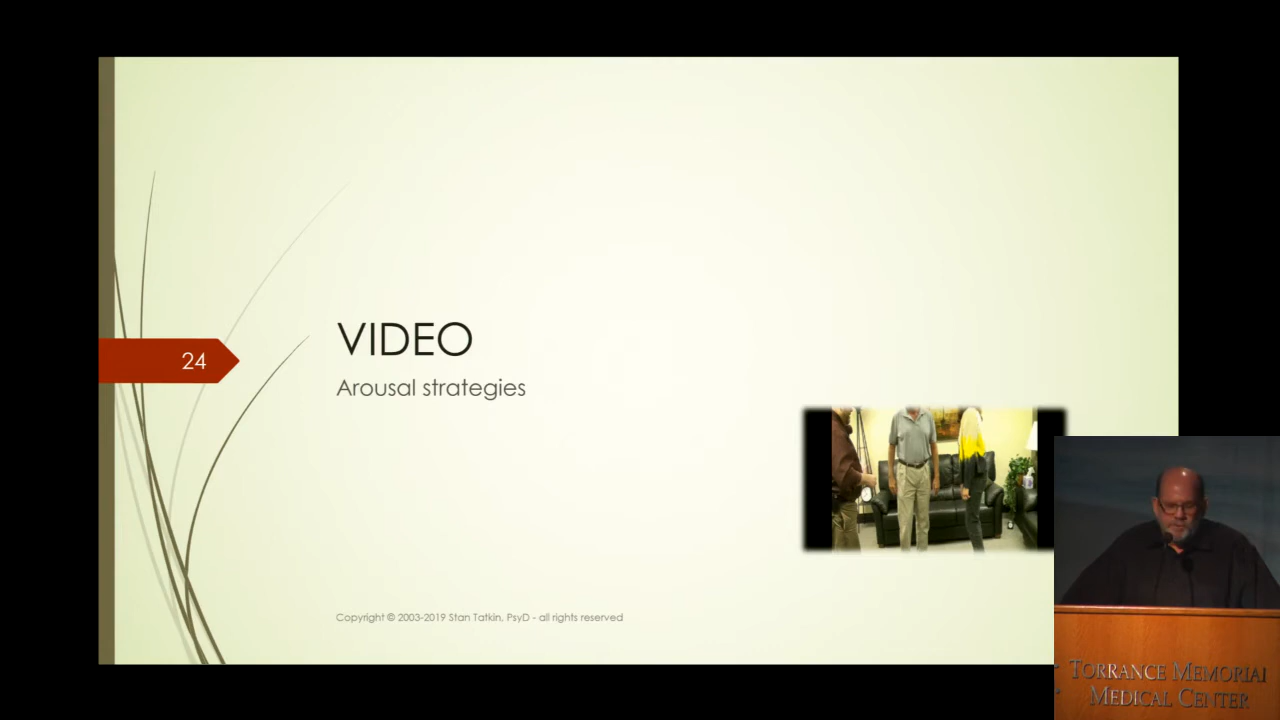 VIDEO
24
Arousal strategies
Copyright © 2003-2019 Stan Tatkin, PsyD - all rights reserved
TORRANCE MEMORIAL
MEDICAL CENTER